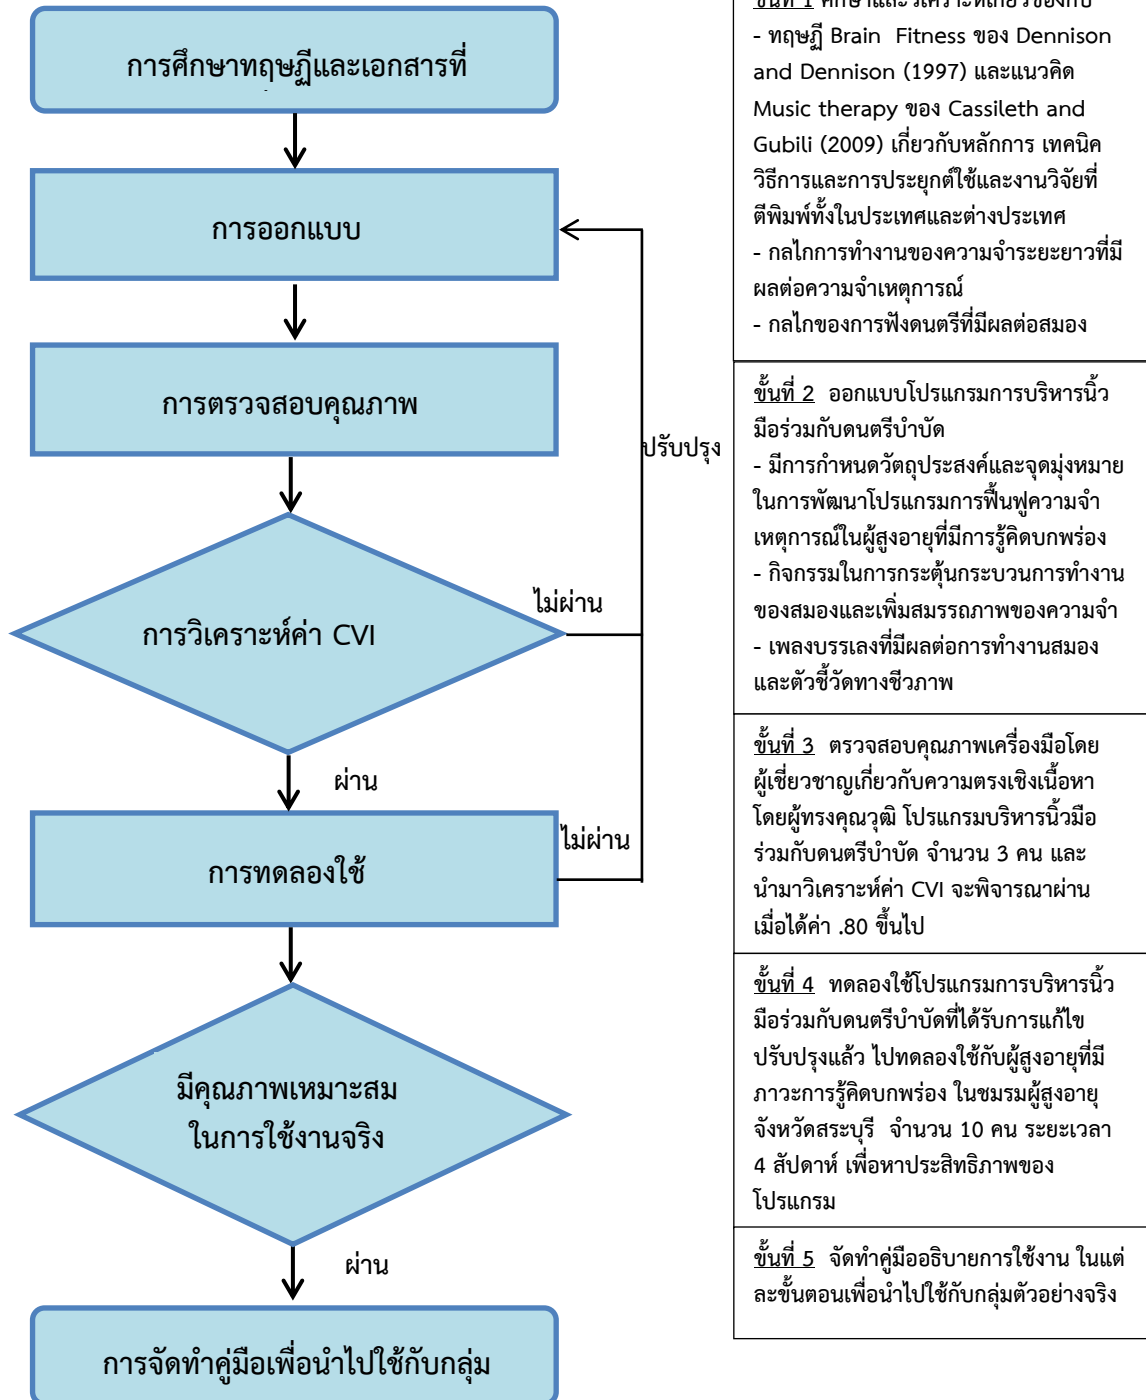 การศึกษาทฤษฎีและเอกสารที่
การออกแบบ
การตรวจสอบคุณภาพ
ปรับปรุง
การวิเคราะห์ค่า CVI
ไม่ผ่าน
ผ่าน
การทดลองใช้
ไม่ผ่าน
มีคุณภาพเหมาะสม
ในการใช้งานจริง
ผ่าน
การจัดทำคู่มือเพื่อนำไปใช้กับกลุ่ม
ขั้นที่ 1 ศึกษาและวิเคราะห์เกี่ยวข้องกับ
- ทฤษฏี Brain Fitness ของ Dennison
and Dennison (1997) และแนวคิด
Music therapy ของ Cassileth and
Gubili (2009) เกี่ยวกับหลักการ เทคนิค
วิธีการและการประยุกต์ใช้และงานวิจัยที่
ตีพิมพ์ทั้งในประเทศและต่างประเทศ
- กลไกการทำงานของความจำระยะยาวที่มี
ผลต่อความจำเหตุการณ์
- กลไกของการฟังดนตรีที่มีผลต่อสมอง
ขั้นที่ 2 ออกแบบโปรแกรมการบริหารนิ้ว
มือร่วมกับดนตรีบำบัด
- มีการกำหนดวัตถุประสงค์และจุดมุ่งหมาย
ในการพัฒนาโปรแกรมการฟื้นฟูความจำ
เหตุการณ์ในผู้สูงอายุที่มีการรู้คิดบกพร่อง
- กิจกรรมในการกระตุ้นกระบวนการทำงาน
ของสมองและเพิ่มสมรรถภาพของความจำ
- เพลงบรรเลงที่มีผลต่อการทำงานสมอง
และตัวชี้วัดทางชีวภาพ
ขั้นที่ 3 ตรวจสอบคุณภาพเครื่องมือโดย
ผู้เชี่ยวชาญเกี่ยวกับความตรงเชิงเนื้อหา
โดยผู้ทรงคุณวุฒิ โปรแกรมบริหารนิ้วมือ
ร่วมกับดนตรีบำบัด จำนวน 3 คน และ
นำมาวิเคราะห์ค่า CVI จะพิจารณาผ่าน
เมื่อได้ค่า .80 ขึ้นไป
ขั้นที่ 4 ทดลองใช้โปรแกรมการบริหารนิ้ว
มือร่วมกับดนตรีบำบัดที่ได้รับการแก้ไข
ปรับปรุงแล้ว ไปทดลองใช้กับผู้สูงอายุที่มี
ภาวะการรู้คิดบกพร่อง ในชมรมผู้สูงอายุ
จังหวัดสระบุรี จำนวน 10 คน ระยะเวลา
4 สัปดาห์ เพื่อหาประสิทธิภาพของ
โปรแกรม
ขั้นที่ 5 จัดทำคู่มืออธิบายการใช้งาน ในแต่
ละขั้นตอนเพื่อนำไปใช้กับกลุ่มตัวอย่างจริง